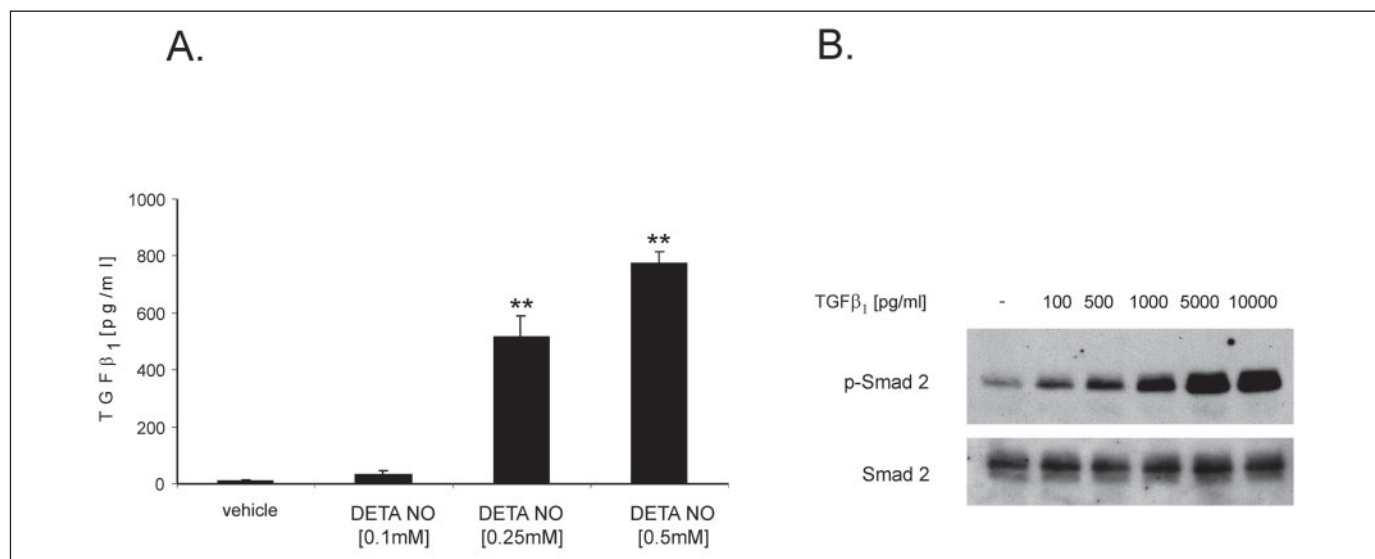 A.
B.
TGFβ1 [pg/ml]
1000
800
600
400
200
0
**
**
vehicle
DETA NO
[0.1mM]
DETA NO
[0.25mM]
DETA NO
[0.5mM]
TGFβ1 [pg/ml] - 100 500 1000 5000 10000
p-Smad 2
Smad 2